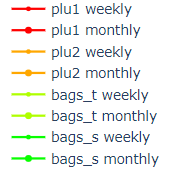 plu1 weekly
plu1 monthly
plu2 weekly
plu2 monthly
bags_t weekly
bags_t monthly
bags_s weekly
bags_s monthly